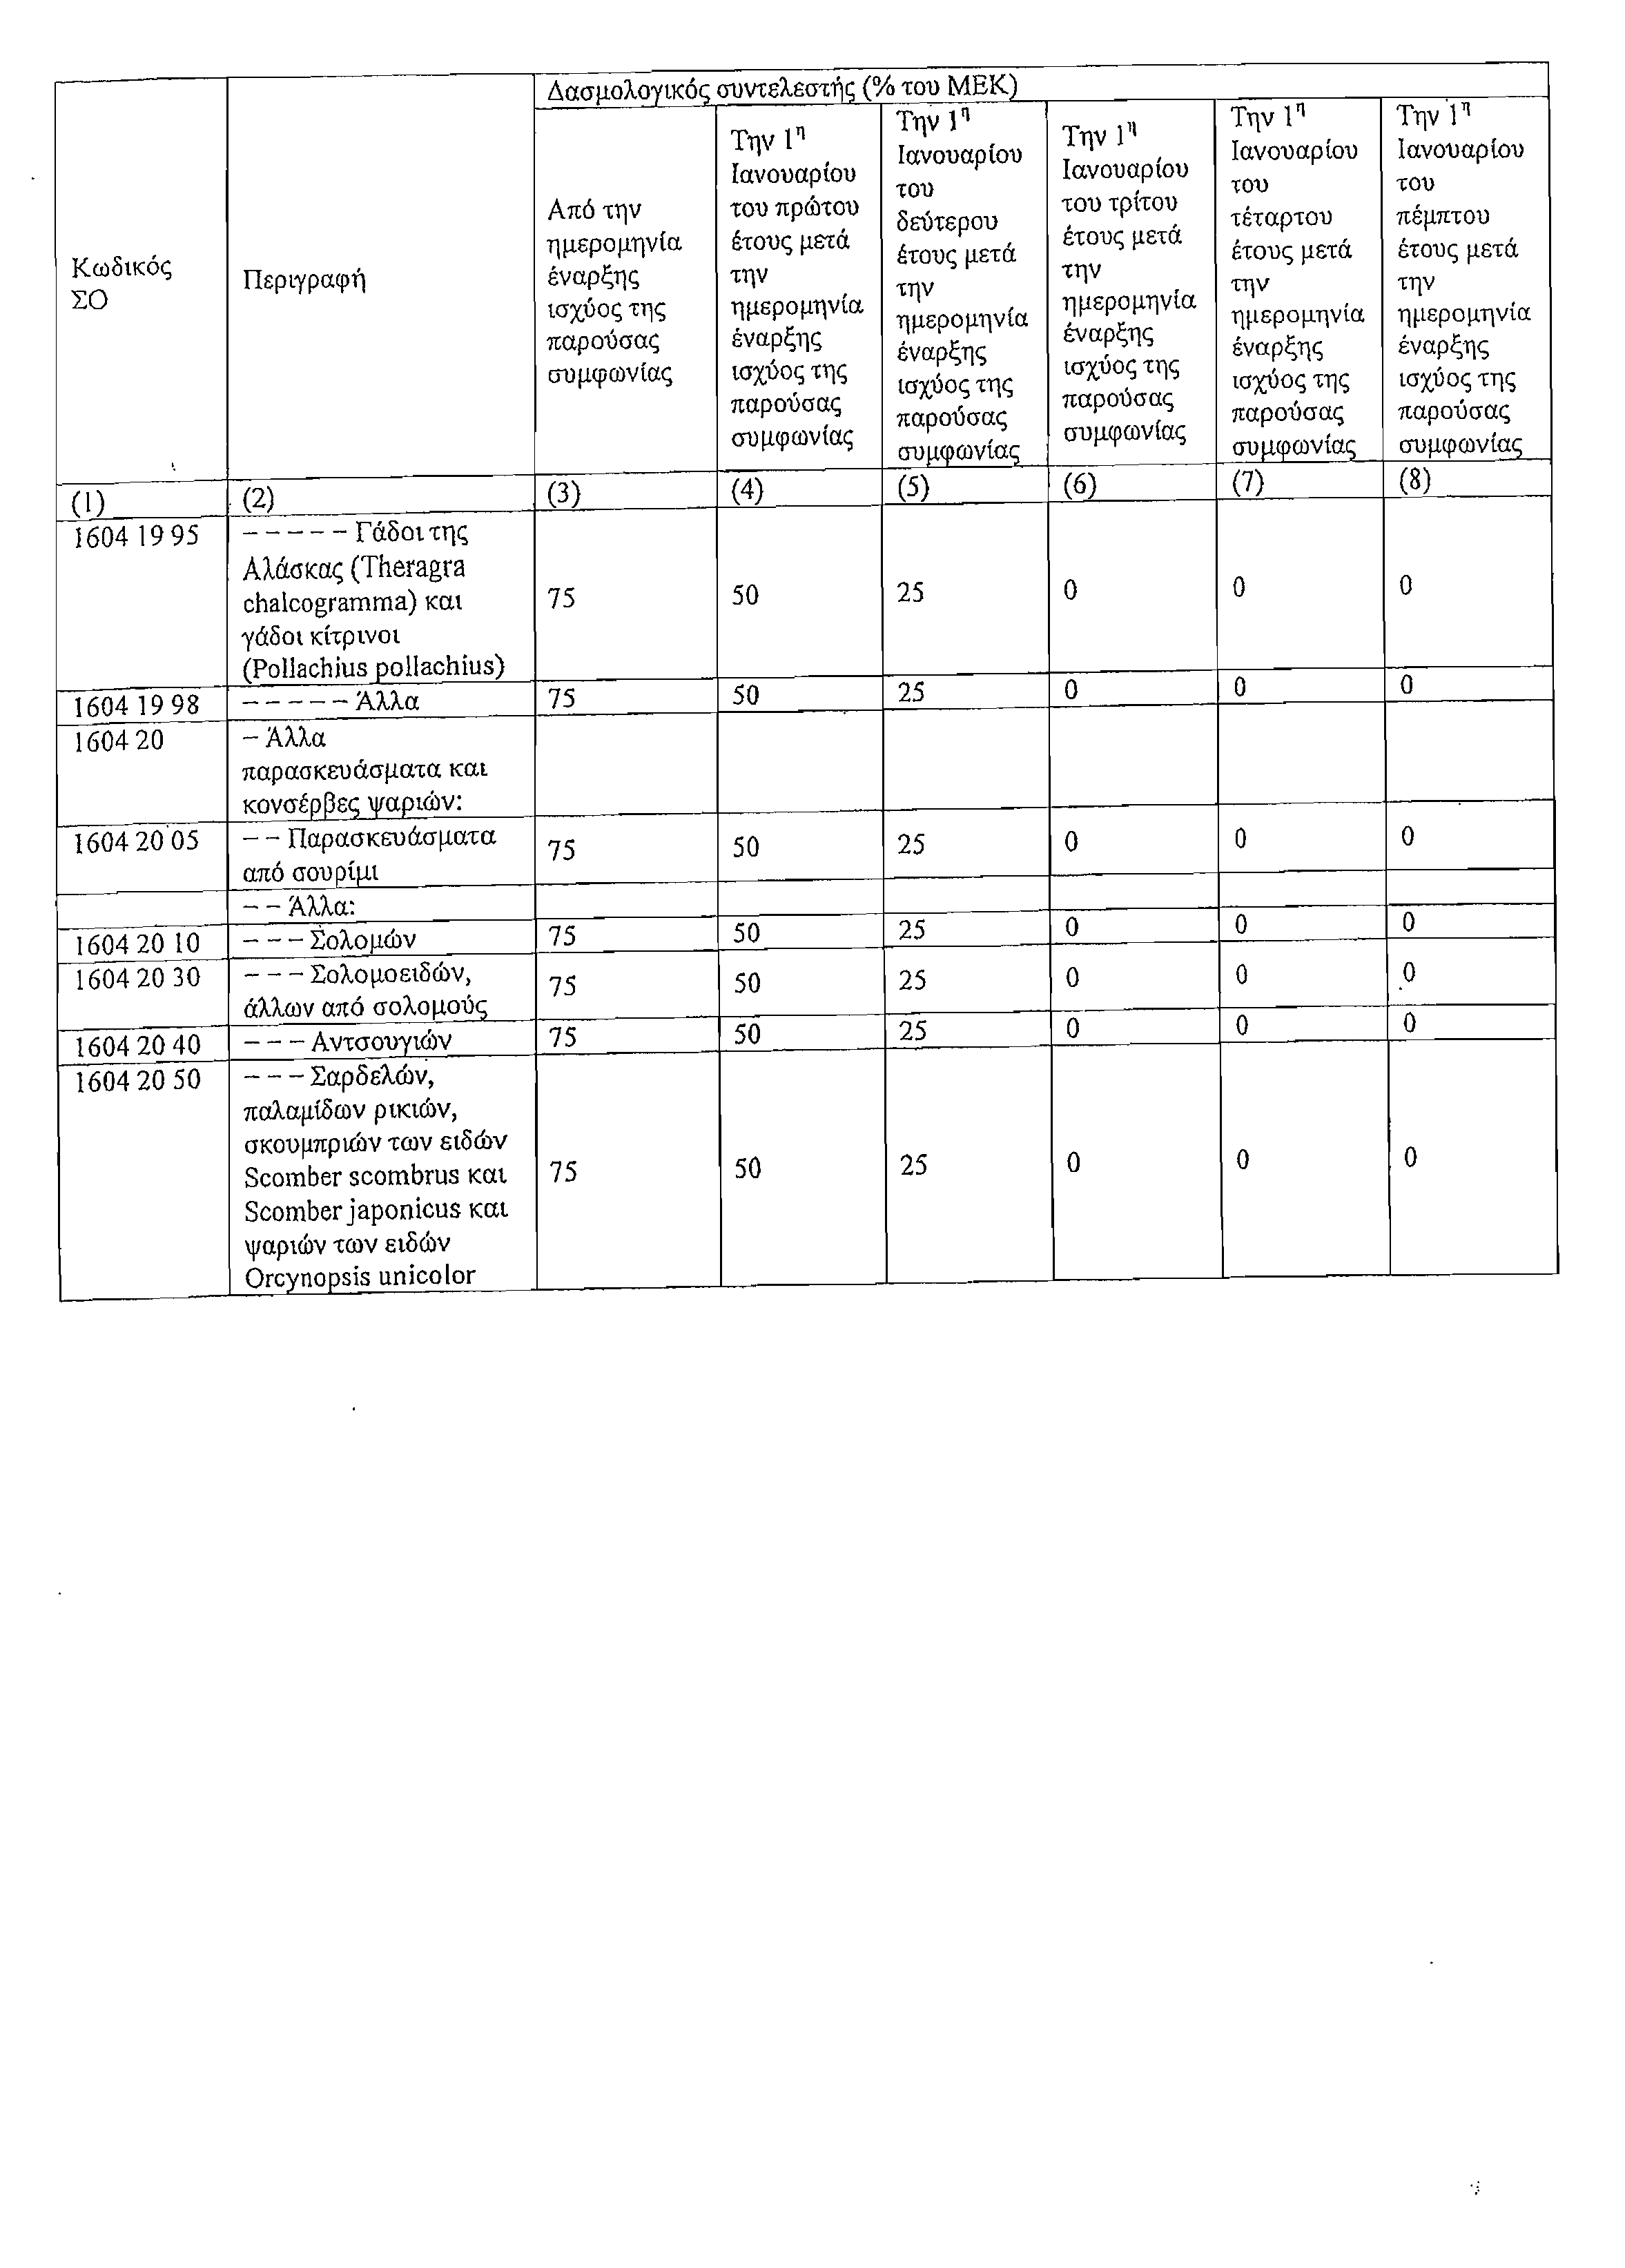 Δασμολογικός συντελεστής (% του ΜΕΚ)
Κωδικός
ΣΟ
Περιγραφή
Από την
ημερομηνία
έναρξης
ισχύος της
παρούσας
συμφωνίας
Την 1η
Ιανουαρίου
του πρώτου
έτους μετά
την
ημερομηνία
έναρξης
ισχύος της
παρούσας
συμφωνίας
Την 1η
Ιανουαρίου
του
δεύτερου
έτους μετά
την
ημερομηνία
έναρξης
ισχύος της
παρούσας
συμφωνίας
Την 1η
Ιανουαρίου
του τρίτου
έτους μετά
την
ημερομηνία
έναρξης
ισχύος της
παρούσας
συμφωνίας
Την 1η
Ιανουαρίου
του
τέταρτου
έτους μετά
την
ημερομηνία
έναρξης
ισχύος της
παρούσας
συμφωνίας
Την 1η
Ιανουαρίου
του
πέμπτου
έτους μετά
την
ημερομηνία
έναρξης
ισχύος της
παρούσας
συμφωνίας
(1) (2) (3) (4) (5) (6) (7) (8)
1604 19 95 – – – – – Γάδοι της
Αλάσκας (Theragra
chalcogramma) και 75 50 25 0 0 0
γάδοι κίτρινοι
(Pollachius pollachius)
1604 19 98 – – – – – Άλλα 75 50 25 0 0 0
1604 20 – Άλλα
παρασκευάσματα και
κονσέρβες ψαριών:
1604 20 05 – – Παρασκευάσματα 75 50 25 0 0 0
από σουρίμι
– – Άλλα:
1604 20 10 – – – Σολομών 75 50 25 0 0 0
1604 20 30 – – – Σολομοειδών, 75 50 25 0 0 0
άλλων από σολομούς
1604 20 40 – – – Αντσουγιών 75 50 25 0 0 0
1604 20 50 – – – Σαρδελών,
παλαμίδων ρικιών,
σκουμπριών των ειδών
Scomber scombrus και 75 50 25 0 0 0
Scomber japonicus και
ψαριών των ειδών
Orcynopsis unicolor